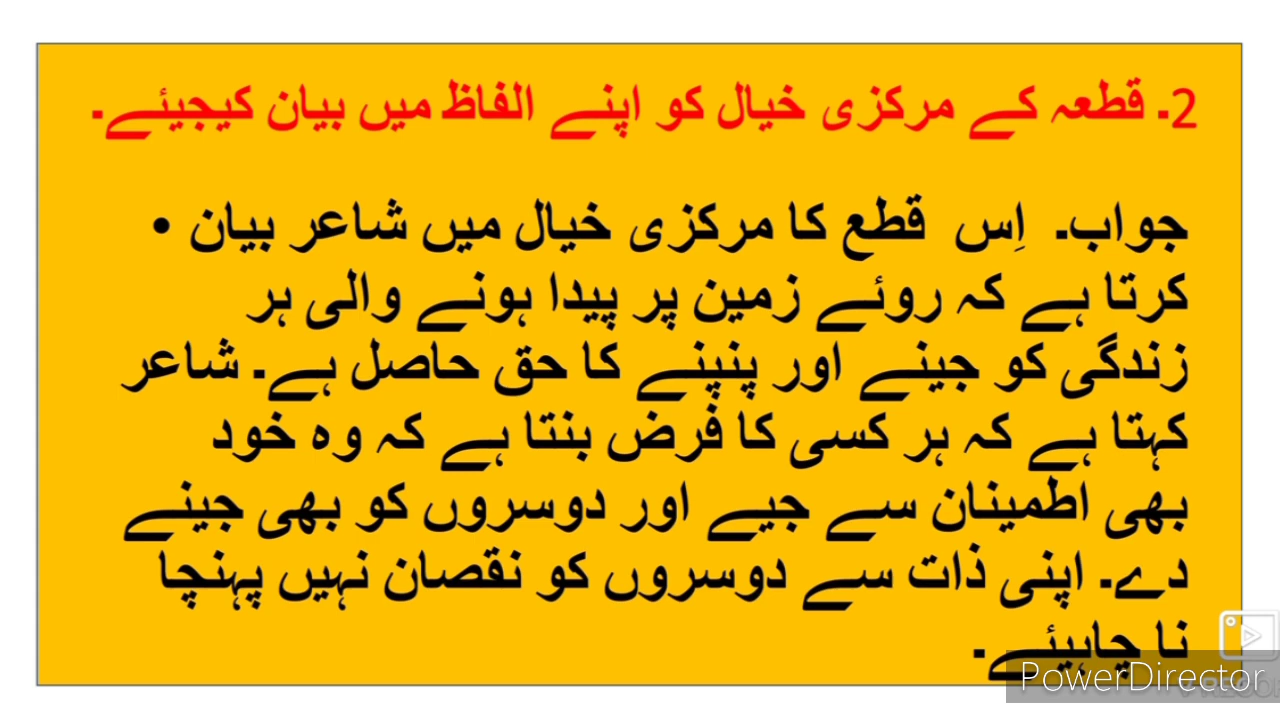 2۔ قطعہ کے مرکزی خیال کو اپنے الفاظ میں بیان کیجیئے۔
• جواب۔ اِس قطع کا مرکزی خیال میں شاعر بیان
کرتا ہے کہ روئے زمین پر پیدا ہونے والی ہر
زندگی کو جینے اور پنپنے کا حق حاصل ہے۔ شاعر
کہتا ہے کہ ہر کسی کا فرض بنتا ہے کہ وہ خود
بھی اطمینان سے جیے اور دوسروں کو بھی جینے
دے۔ اپنی ذات سے دوسروں کو نقصان نہیں پہنچا
نا چاہیئے۔
PowerDirector